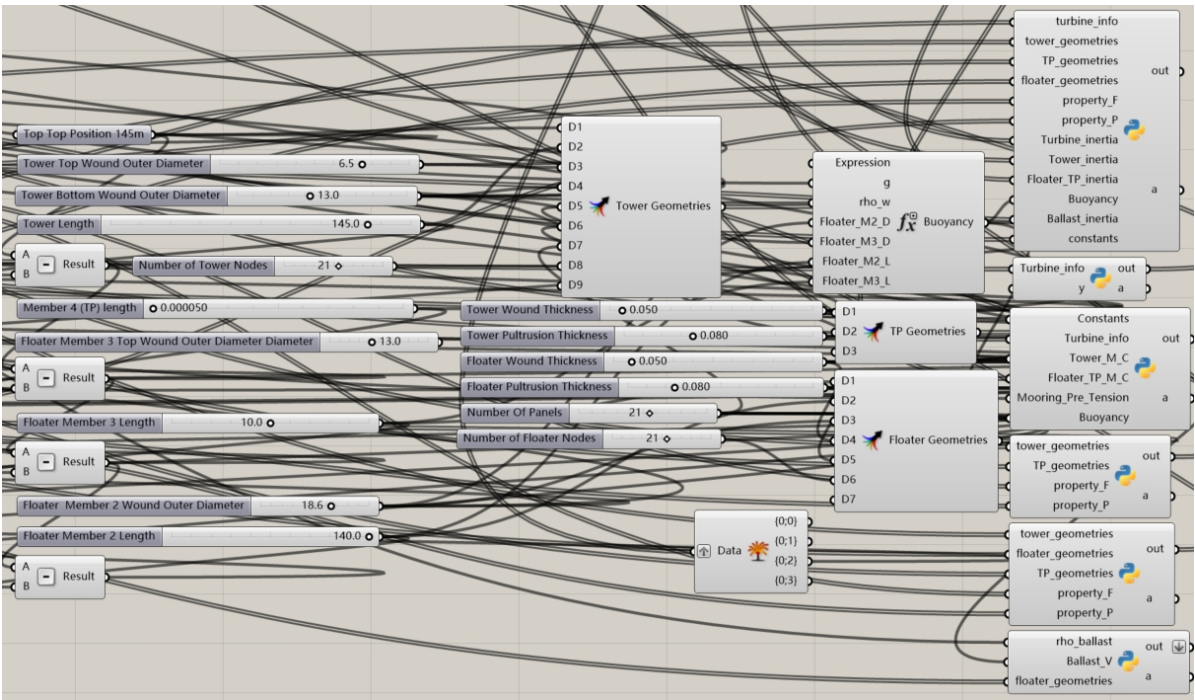 Top Top Position 145m
Tower Top Wound Outer Diameter 6.5
Tower Bottom Wound Outer Diameter 13.0
Tower Length 145.0
A
B
Result
Number of Tower Nodes 21
Member 4 (TP) length 0.000050
Floater Member 3 Top Wound Outer Diameter Diameter 13.0
A
B
Result
Floater Member 3 Length 10.0
A
B
Result
Floater Member 2 Wound Outer Diameter 18.6
Floater Member 2 Length 140.0
A
B
Result
D1
D2
D3
D4
D5
D6
D7
D8
D9
Tower Geometries
Tower Wound Thickness 0.050
Tower Pultrusion Thickness 0.080
Floater Wound Thickness 0.050
Floater Pultrusion Thickness 0.080
Number Of Panels 21
Number of Floater Nodes 21
Expression
g
rho_w
Floater_M2_D
Floater_M3_D
Floater_M2_L
Floater_M3_L
fx Buoyancy
D1
D2
D3
TP Geometries
D1
D2
D3
D4
D5
D6
D7
Floater Geometries
Data
{0;0}
{0;1}
{0;2}
{0;3}
turbine_info
tower_geometries
TP_geometries
floater_geometries
property_F
property_P
Turbine_inertia
Tower_inertia
Floater_TP_inertia
Buoyancy
Ballast_inertia
constants
out
a
Turbine_info
y
out
a
Constants
Turbine_info
Tower_M_C
Floater_TP_M_C
Mooring_Pre_Tension
Buoyancy
out
a
tower_geometries
TP_geometries
property_F
property_P
out
a
tower_geometries
floater_geometries
TP_geometries
property_F
property_P
out
a
rho_ballast
Ballast_V
floater_geometries
out
a